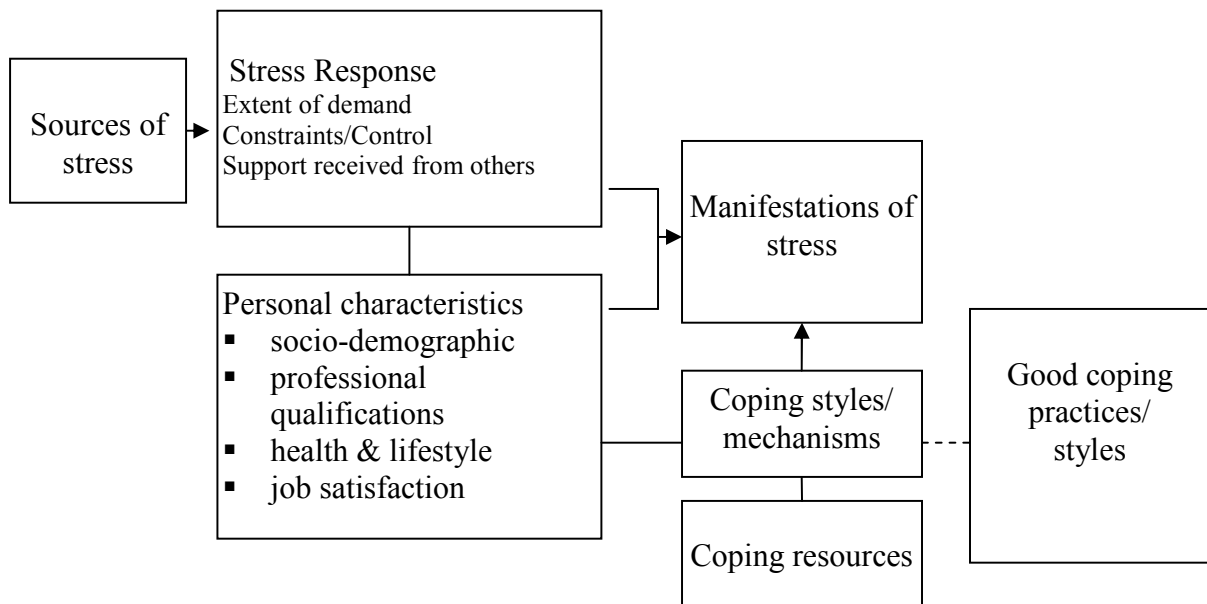 Sources of
stress
Stress Response
Extent of demand
Constraints/Control
Support received from others
Personal characteristics
▪ socio-demographic
▪ professional
qualifications
▪ health & lifestyle
▪ job satisfaction
Manifestations of
stress
Coping styles/
mechanisms
Coping resources
Good coping
practices/
styles